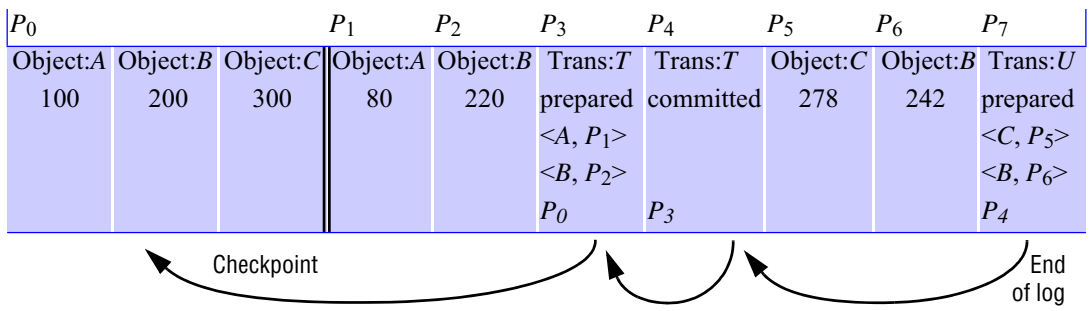 P0 P1 P2 P3 P4 P5 P6 P7
Object:A Object:B Object:C Object:A Object:B Trans:T Trans:T Object:C Object:B Trans:U
100 200 300 80 220 prepared committed 278 242 prepared
<A, P1> <C, P5>
<B, P2> <B, P6>
P0 P3 P4
Checkpoint End
of log